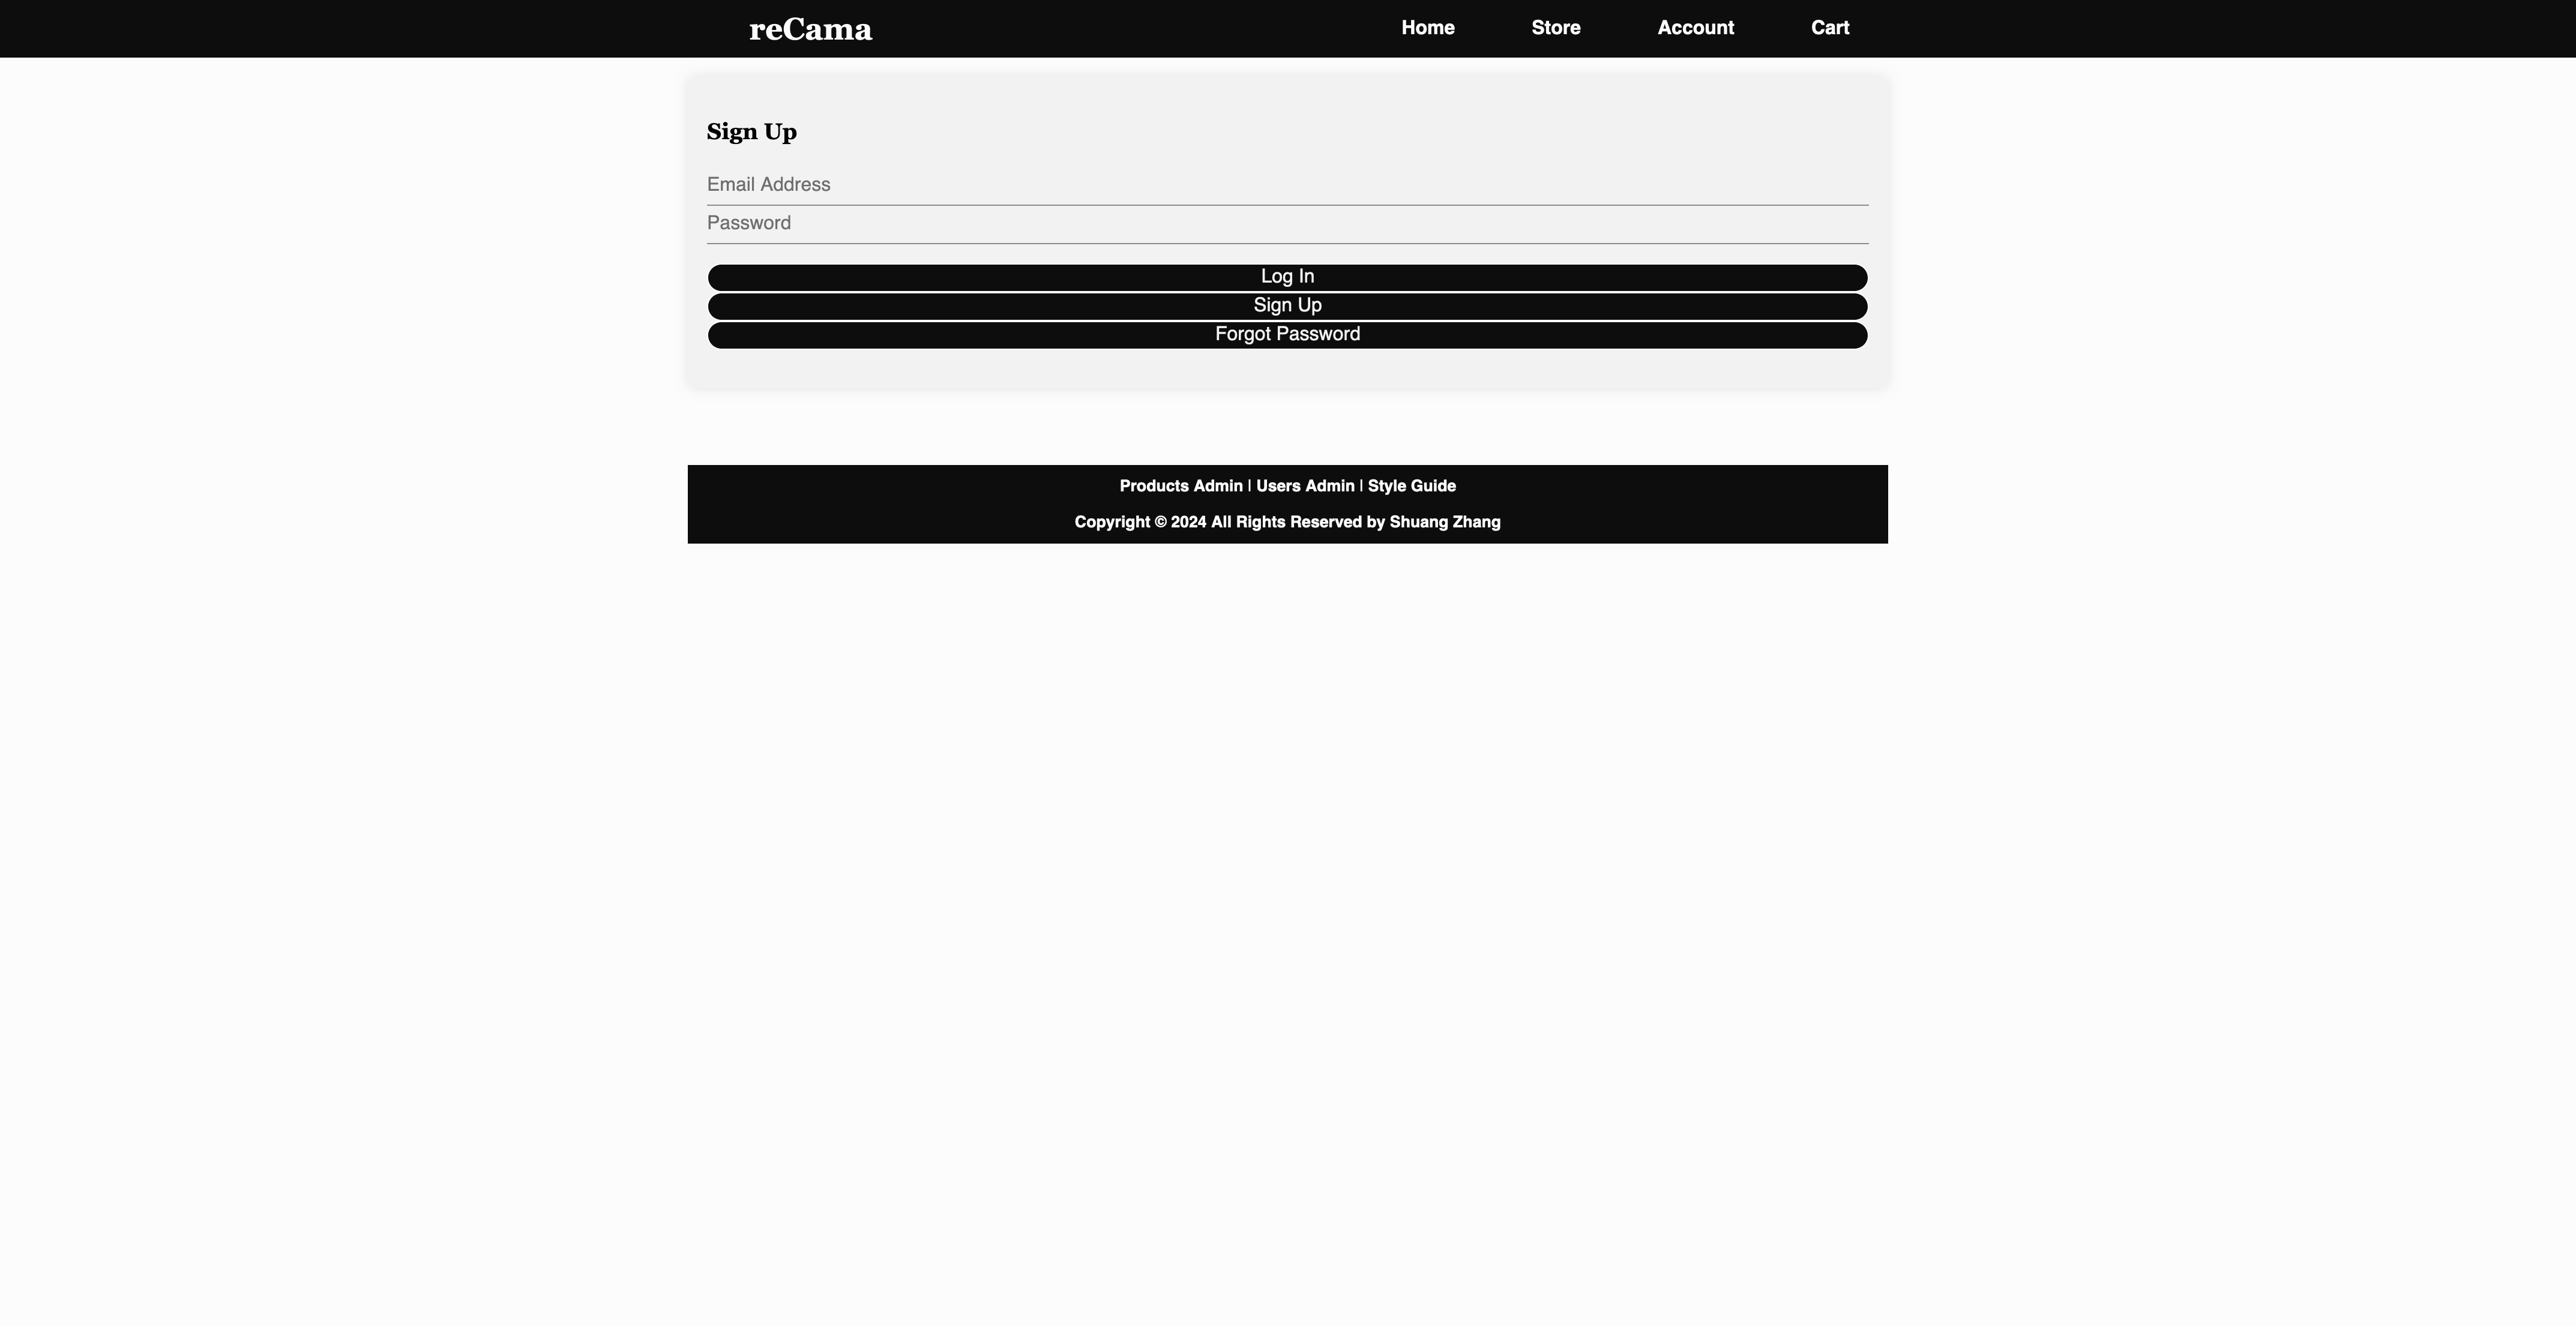 reCama
Home Store Account Cart
Sign Up
Email Address
Password
Log In
Sign Up
Forgot Password
Products Admin | Users Admin | Style Guide
Copyright © 2024 All Rights Reserved by Shuang Zhang